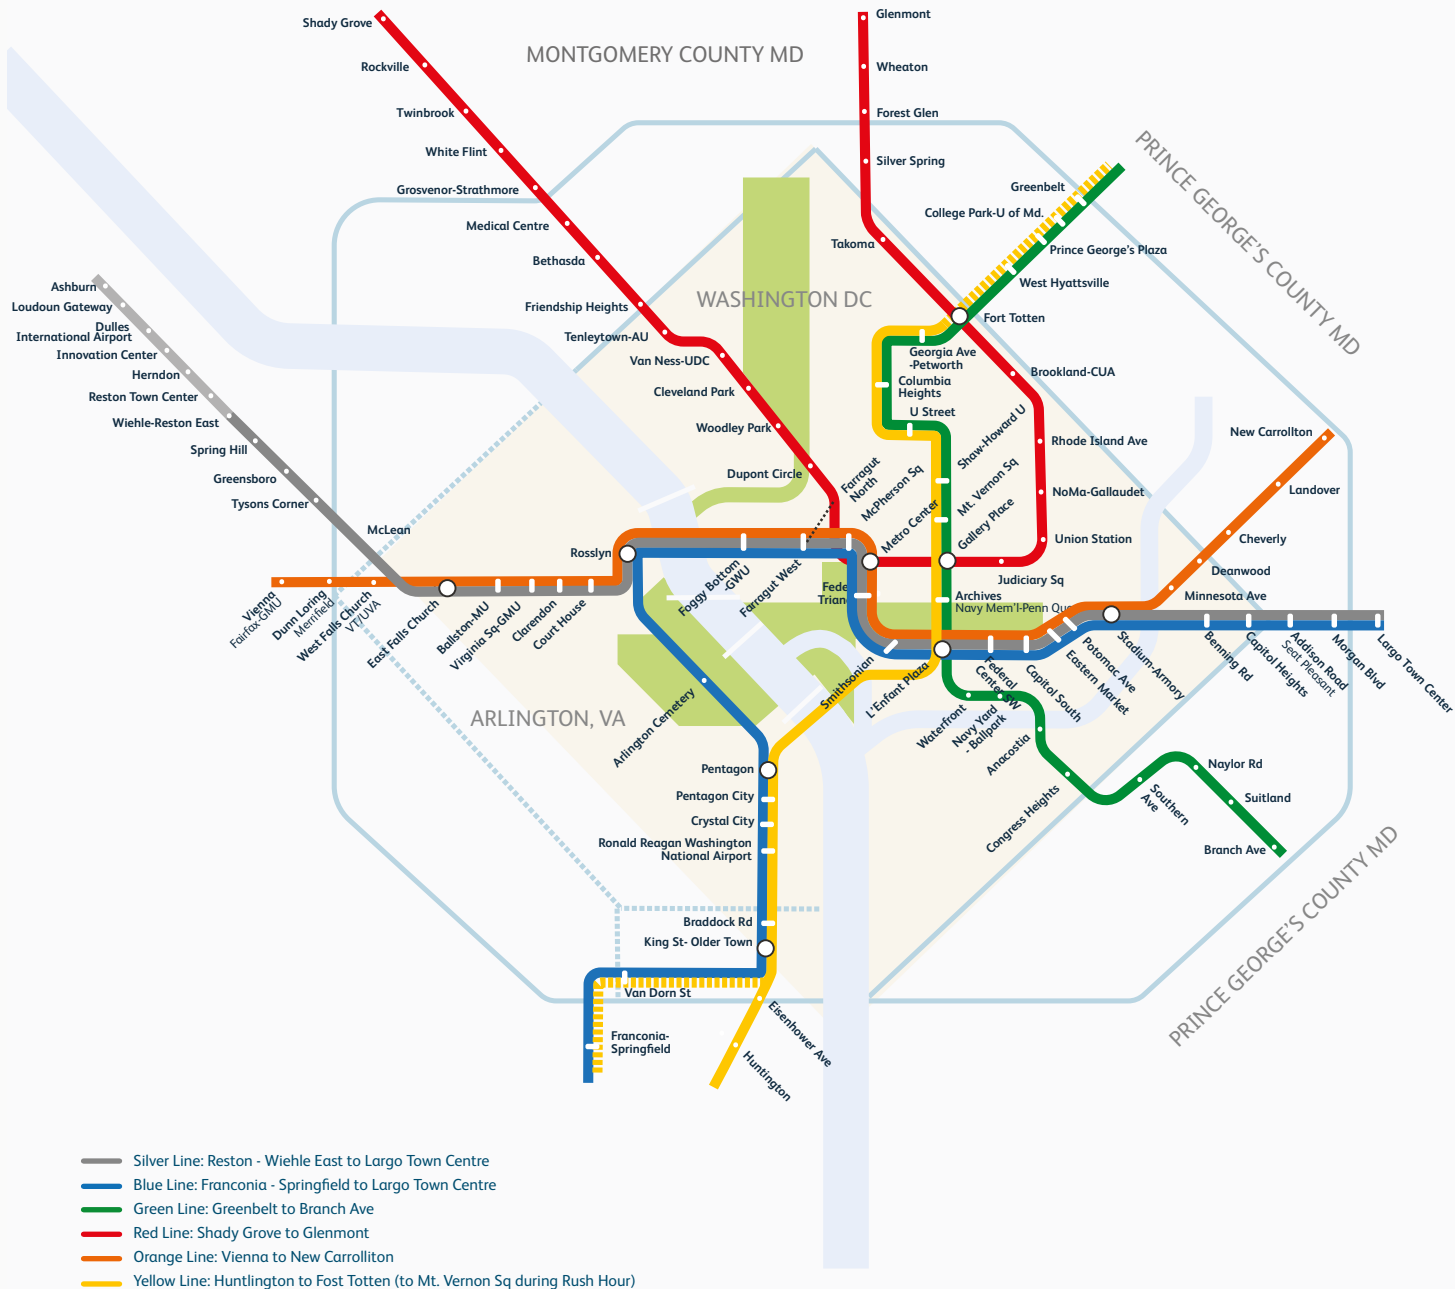 MONTGOMERY COUNTY MD
PRINCE GEORGE'S COUNTY MD
WASHINGTON DC
ARLINGTON, VA
PRINCE GEORGE'S COUNTY MD
Shady Grove
Rockville
Twinbrook
White Flint
Grosvenor-Strathmore
Medical Centre
Bethasda
Friendship Heights
Tenleytown-AU
Van Ness-UDC
Cleveland Park
Woodley Park
Dupont Circle
Farragut
North
Metro Center
Gallery Place
Judiciary Sq
Union Station
NoMa-Gallaudet
Rhode Island Ave
Brookland-CUA
Fort Totten
Takoma
Silver Spring
Forest Glen
Wheaton
Glenmont
Greenbelt
College Park-U of Md.
Prince George's Plaza
West Hyattsville
Georgia Ave
-Petworth
Columbia
Heights
U Street
Shaw-Howard U
Mt. Vernon Sq
Archives
Navy Mem'l-Penn Qua
L'Enfant Plaza
Waterfront
Navy Yard
- Ballpark
Anacostia
Congress Heights
Southern
Ave
Naylor Rd
Suitland
Branch Ave
Ashburn
Loudoun Gateway
Dulles
International Airport
Innovation Center
Herndon
Reston Town Center
Wiehle-Reston East
Spring Hill
Greensboro
Tysons Corner
McLean
Vienna
Fairfax-GMU
Dunn Loring
Merrifield
West Falls Church
VT/UVA
East Falls Church
Ballston-MU
Virginia Sq-GMU
Clarendon
Court House
Rosslyn
Foggy Bottom
-GWU
Farragut West
McPherson Sq
Fede
Triang
Smithsonian
Federal
Center SW
Capitol South
Eastern Market
Potomac Ave
Stadium-Armory
Minnesota Ave
Deanwood
Cheverly
Landover
New Carrollton
Benning Rd
Capitol Heights
Addison Road
Seat Pleasant
Morgan Blvd
Largo Town Center
Arlington Cemetery
Pentagon
Pentagon City
Crystal City
Ronald Reagan Washington
National Airport
Braddock Rd
King St- Older Town
Van Dorn St
Franconia-
Springfield
Eisenhower Ave
Huntington
Silver Line: Reston - Wiehle East to Largo Town Centre
Blue Line: Franconia - Springfield to Largo Town Centre
Green Line: Greenbelt to Branch Ave
Red Line: Shady Grove to Glenmont
Orange Line: Vienna to New Carrolliton
Yellow Line: Huntlington to Fost Totten (to Mt. Vernon Sq during Rush Hour)